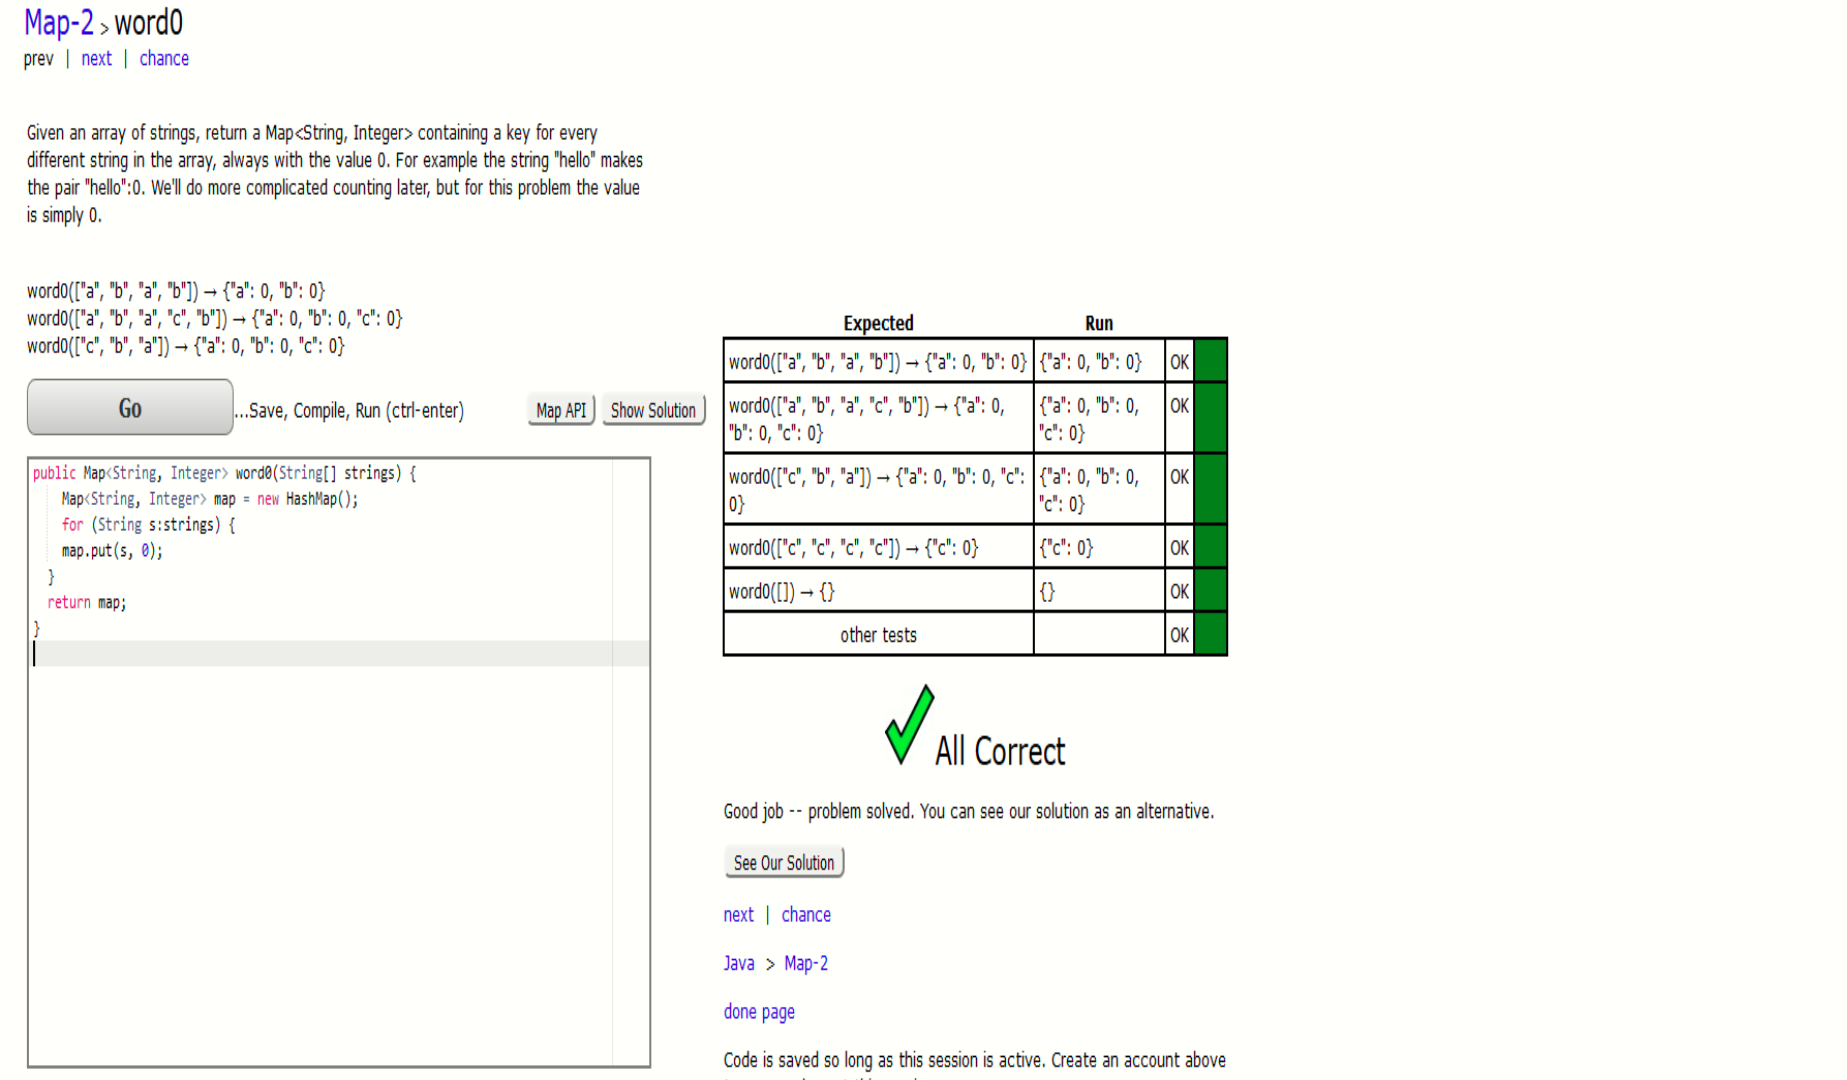 Map-2 > word0
prev | next | chance
Given an array of strings, return a Map<String, Integer> containing a key for every
different string in the array, always with the value 0. For example the string "hello" makes
the pair "hello":0. We'll do more complicated counting later, but for this problem the value
is simply 0.
word0(["a", "b", "a", "b"]) → {"a": 0, "b": 0}
word0(["a", "b", "a", "c", "b"]) → {"a": 0, "b": 0, "c": 0}
word0(["c", "b", "a"]) → {"a": 0, "b": 0, "c": 0}
Go ...Save, Compile, Run (ctrl-enter) Map API Show Solution
public Map<String, Integer> word0(String[] strings) {
Map<String, Integer> map = new HashMap();
for (String s:strings) {
map.put(s, 0);
}
return map;
}
Expected Run
word0(["a", "b", "a", "b"]) → {"a": 0, "b": 0} {"a": 0, "b": 0} OK
word0(["a", "b", "a", "c", "b"]) → {"a": 0, {"a": 0, "b": 0, OK
"b": 0, "c": 0} "c": 0}
word0(["c", "b", "a"]) → {"a": 0, "b": 0, "c": {"a": 0, "b": 0, OK
0} "c": 0}
word0(["c", "c", "c", "c"]) → {"c": 0} {"c": 0} OK
word0([]) → {} {} OK
other tests OK
All Correct
Good job -- problem solved. You can see our solution as an alternative.
See Our Solution
next | chance
Java > Map-2
done page
Code is saved so long as this session is active. Create an account above